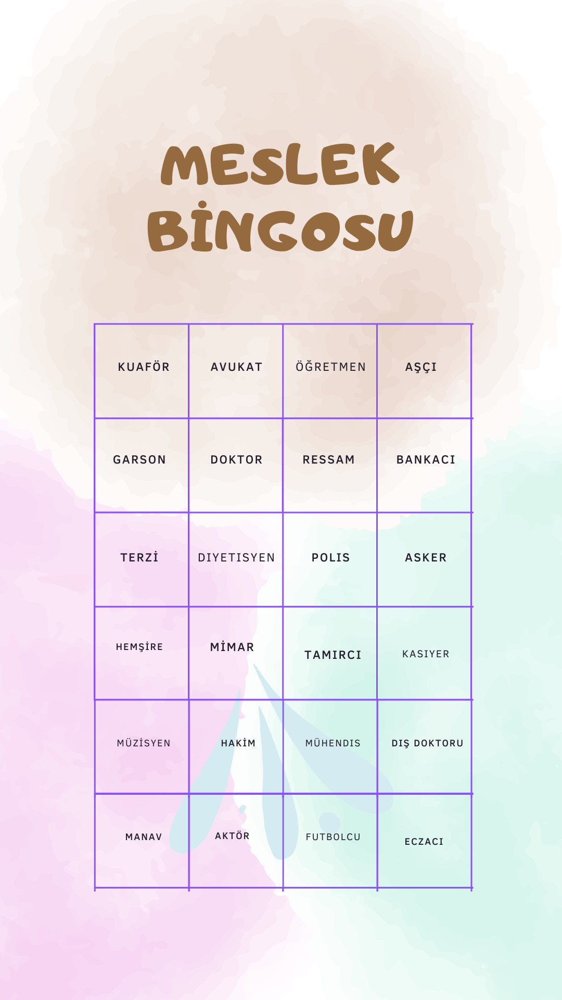 MESLEK
BİNGOSU
KUAFÖR AVUKAT ÖĞRETMEN AŞÇI
GARSON DOKTOR RESSAM BANKACI
TERZİ DIYETISYEN POLIS ASKER
HEMŞİRE MİMAR TAMIRCI KASIYER
MÜZİSYEN HAKİM MÜHENDIS DIŞ DOKTORU
MANAV AKTÖR FUTBOLCU ECZACI